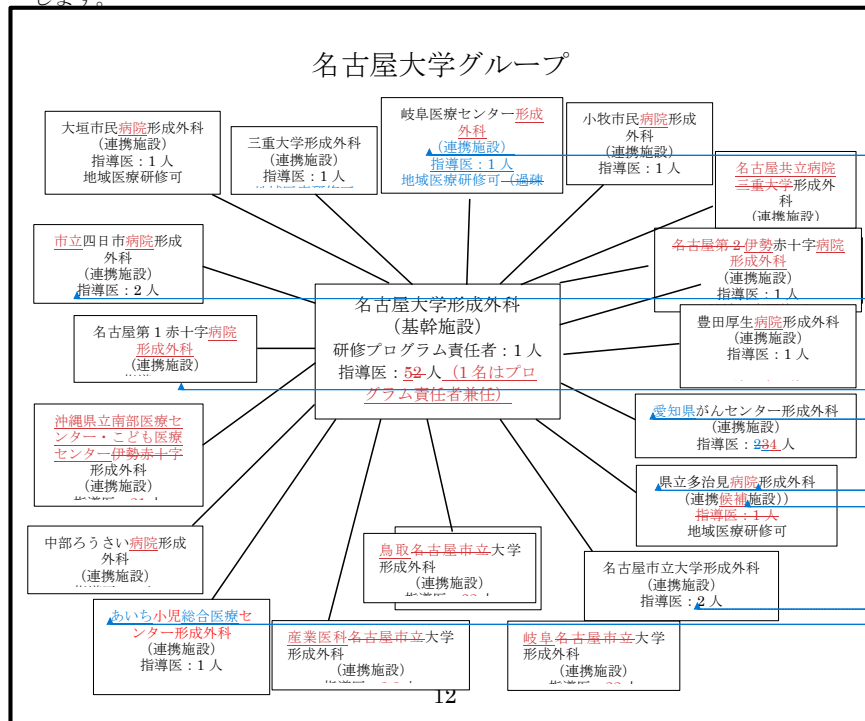 します。
名古屋大学グループ
大垣市民病院形成外科
(連携施設)
指導医：1 人
地域医療研修可
三重大学形成外科
(連携施設)
指導医：1 人
岐阜医療センター形成
外科
(連携施設)
指導医：1 人
地域医療研修可（過疎
小牧市民病院形成
外科
(連携施設)
指導医：1 人
名古屋共立病院
三重大学形成外
科
(連携施設)
市立四日市病院形成
外科
(連携施設)
指導医：2 人
名古屋第 2 伊勢赤十字病院
形成外科
(連携施設)
指導医：1 人
名古屋大学形成外科
(基幹施設)
研修プログラム責任者：1 人
指導医：52 人（1 名はプロ
グラム責任者兼任）
名古屋第 1 赤十字病院
形成外科
(連携施設)
豊田厚生病院形成外科
(連携施設)
指導医：1 人
沖縄県立南部医療セ
ンター・こども医療
センター伊勢赤十字
形成外科
(連携施設)
愛知県がんセンター形成外科
(連携施設)
指導医：234 人
県立多治見病院形成外科
(連携候補施設))
指導医：1 人
地域医療研修可
中部ろうさい病院形成
外科
(連携施設)
鳥取名古屋市立大学
形成外科
(連携施設)
名古屋市立大学形成外科
(連携施設)
指導医：2 人
あいち小児総合医療セ
ンター形成外科
(連携施設)
指導医：1 人
産業医科名古屋市立大学
形成外科
(連携施設)
岐阜名古屋市立大学
形成外科
(連携施設)
12